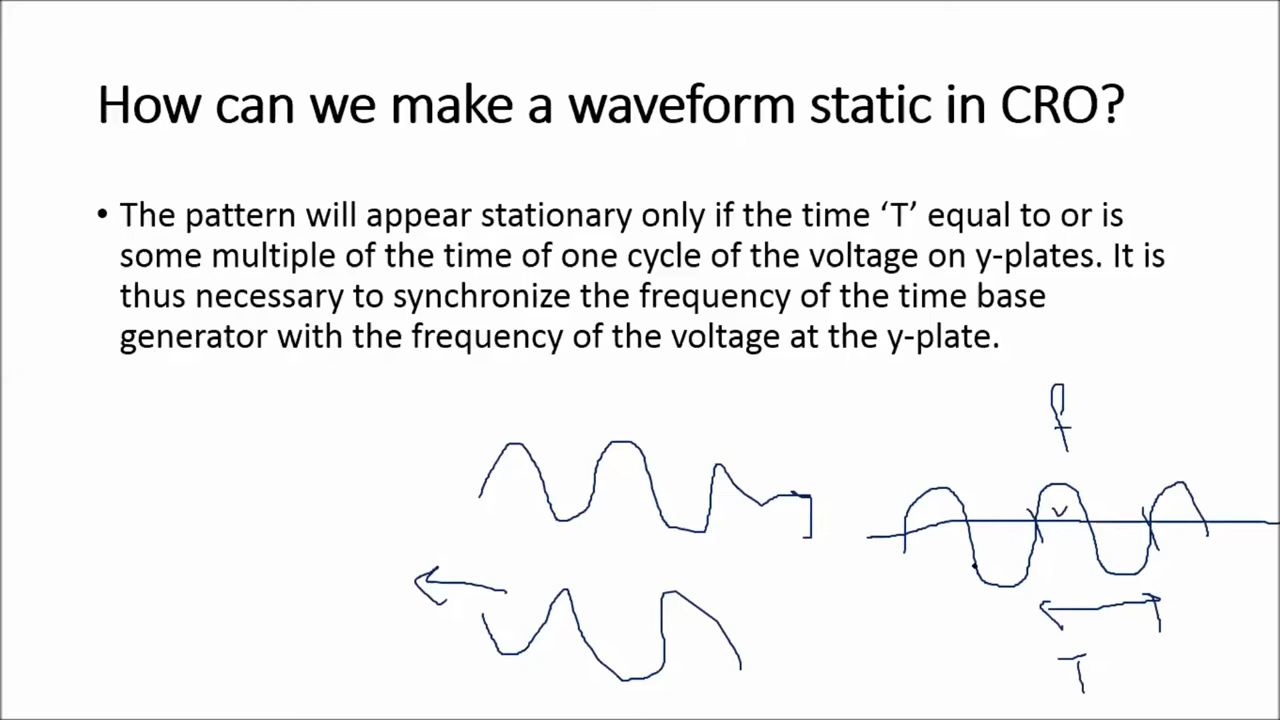 How can we make a waveform static in CRO?
• The pattern will appear stationary only if the time ‘T’ equal to or is
some multiple of the time of one cycle of the voltage on y-plates. It is
thus necessary to synchronize the frequency of the time base
generator with the frequency of the voltage at the y-plate.
f
v
T